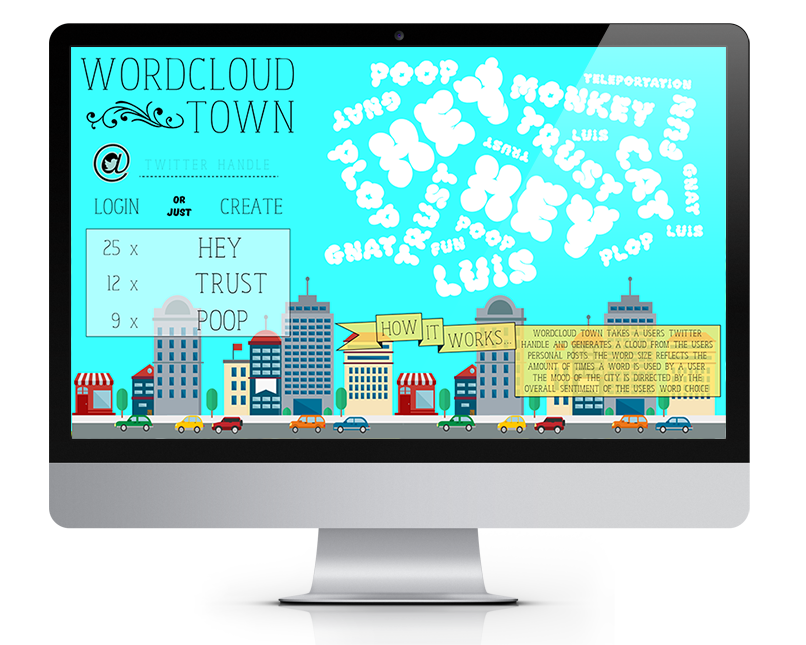 WORDCLOUD
TOWN
@ TWITTER HANDLE
LOGIN OR JUST CREATE
25 x HEY
12 x TRUST
9 x POOP
POOP
GNAT
HEY
MONKEY
TELEPORTATION
FUN
PLOP
TRUST
TRUST
LUIS
CAT
HEY
GNAT
TRUST
GNAT
FUN
POOP
LUIS
PLOP
LUIS
HOW IT WORKS...
WORDCLOUD TOWN TAKES A USERS TWITTER
HANDLE AND GENERATES A CLOUD FROM THE USERS
PERSONAL POSTS THE WORD SIZE REFLECTS THE
AMOUNT OF TIMES A WORD IS USED BY A USER
THE MOOD OF THE CITY IS DIRRECTED BY THE
OVERALL SENTIMENT OF THE USERS WORD CHOICE